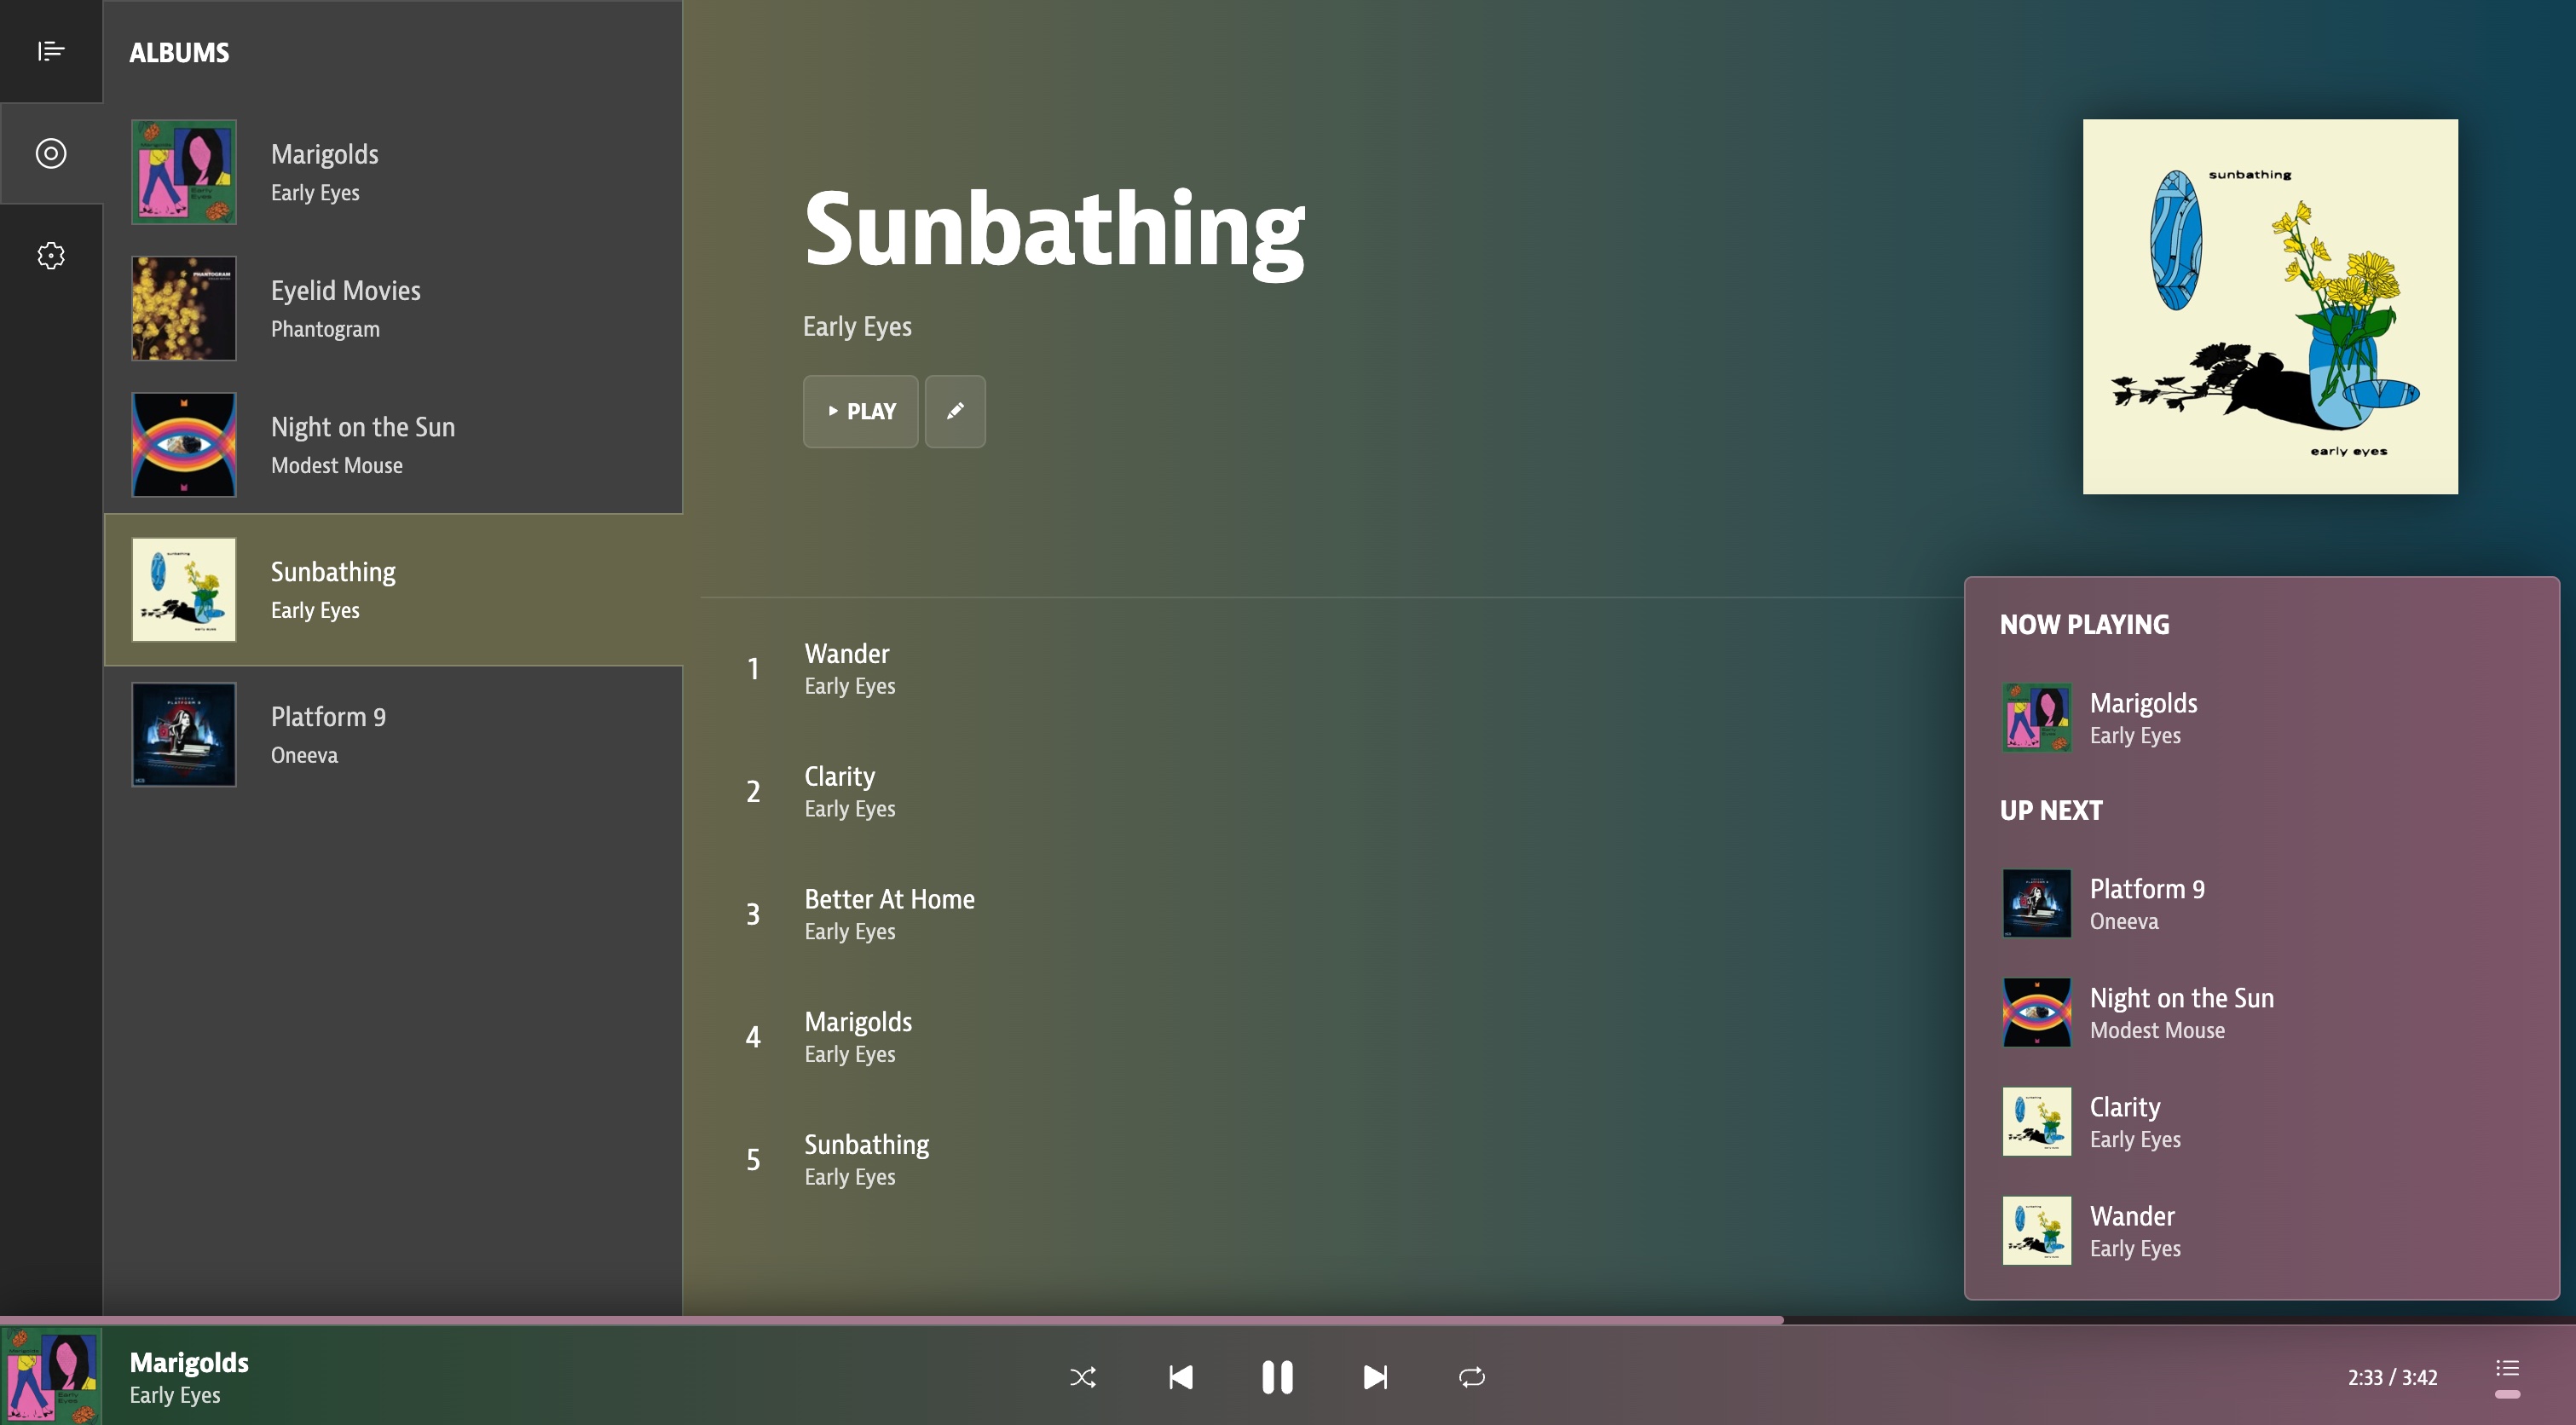 ALBUMS
Marigolds
Early Eyes
Eyelid Movies
Phantogram
PHANTOGRAM
Night on the Sun
Modest Mouse
Sunbathing
Early Eyes
Platform 9
Oneeva
Sunbathing
Early Eyes
PLAY
sunbathing
early eyes
1
Wander
Early Eyes
2
Clarity
Early Eyes
3
Better At Home
Early Eyes
4
Marigolds
Early Eyes
5
Sunbathing
Early Eyes
NOW PLAYING
Marigolds
Early Eyes
UP NEXT
Platform 9
Oneeva
Night on the Sun
Modest Mouse
Clarity
Early Eyes
Wander
Early Eyes
Marigolds
Early Eyes
2:33 / 3:42